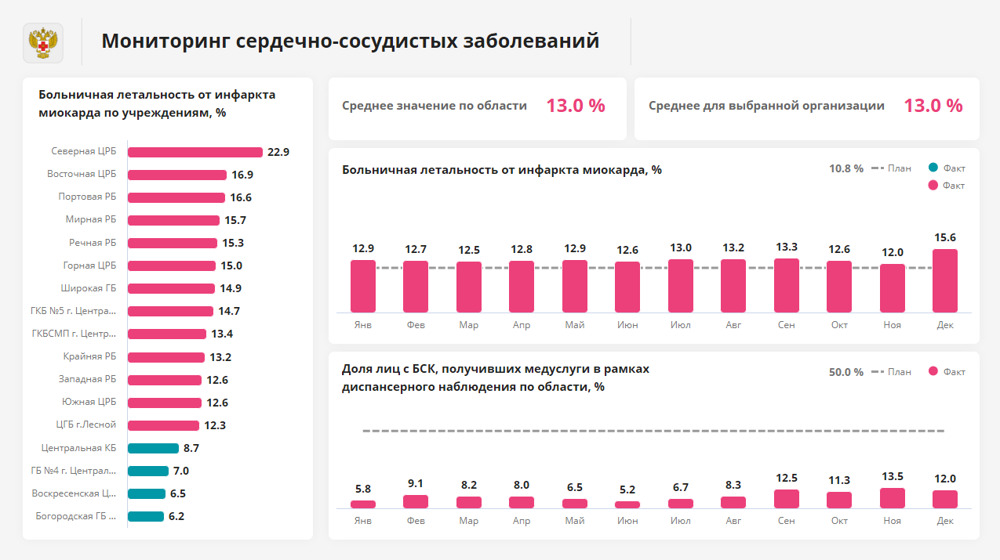 Мониторинг сердечно-сосудистых заболеваний
Больничная летальность от инфаркта
миокарда по учреждениям, %
Северная ЦРБ 22.9
Восточная ЦРБ 16.9
Портовая РБ 16.6
Мирная РБ 15.7
Речная РБ 15.3
Горная ЦРБ 15.0
Широкая ГБ 14.9
ГКБ №5 г. Центра... 14.7
ГКБСМП г. Центр... 13.4
Крайняя РБ 13.2
Западная РБ 12.6
Южная ЦРБ 12.6
ЦГБ г.Лесной 12.3
Центральная КБ 8.7
ГБ №4 г. Централ... 7.0
Воскресенская Ц... 6.5
Богородская ГБ ... 6.2
Среднее значение по области 13.0 %
Среднее для выбранной организации 13.0 %
Больничная летальность от инфаркта миокарда, %
10.8 % План Факт
Факт
12.9 12.7 12.5 12.8 12.9 12.6 13.0 13.2 13.3 12.6 12.0 15.6
Янв Фев Мар Апр Май Июн Июл Авг Сен Окт Ноя Дек
Доля лиц с БСК, получивших медуслуги в рамках
диспансерного наблюдения по области, %
50.0 % План Факт
5.8 9.1 8.2 8.0 6.5 5.2 6.7 8.3 12.5 11.3 13.5 12.0
Янв Фев Мар Апр Май Июн Июл Авг Сен Окт Ноя Дек